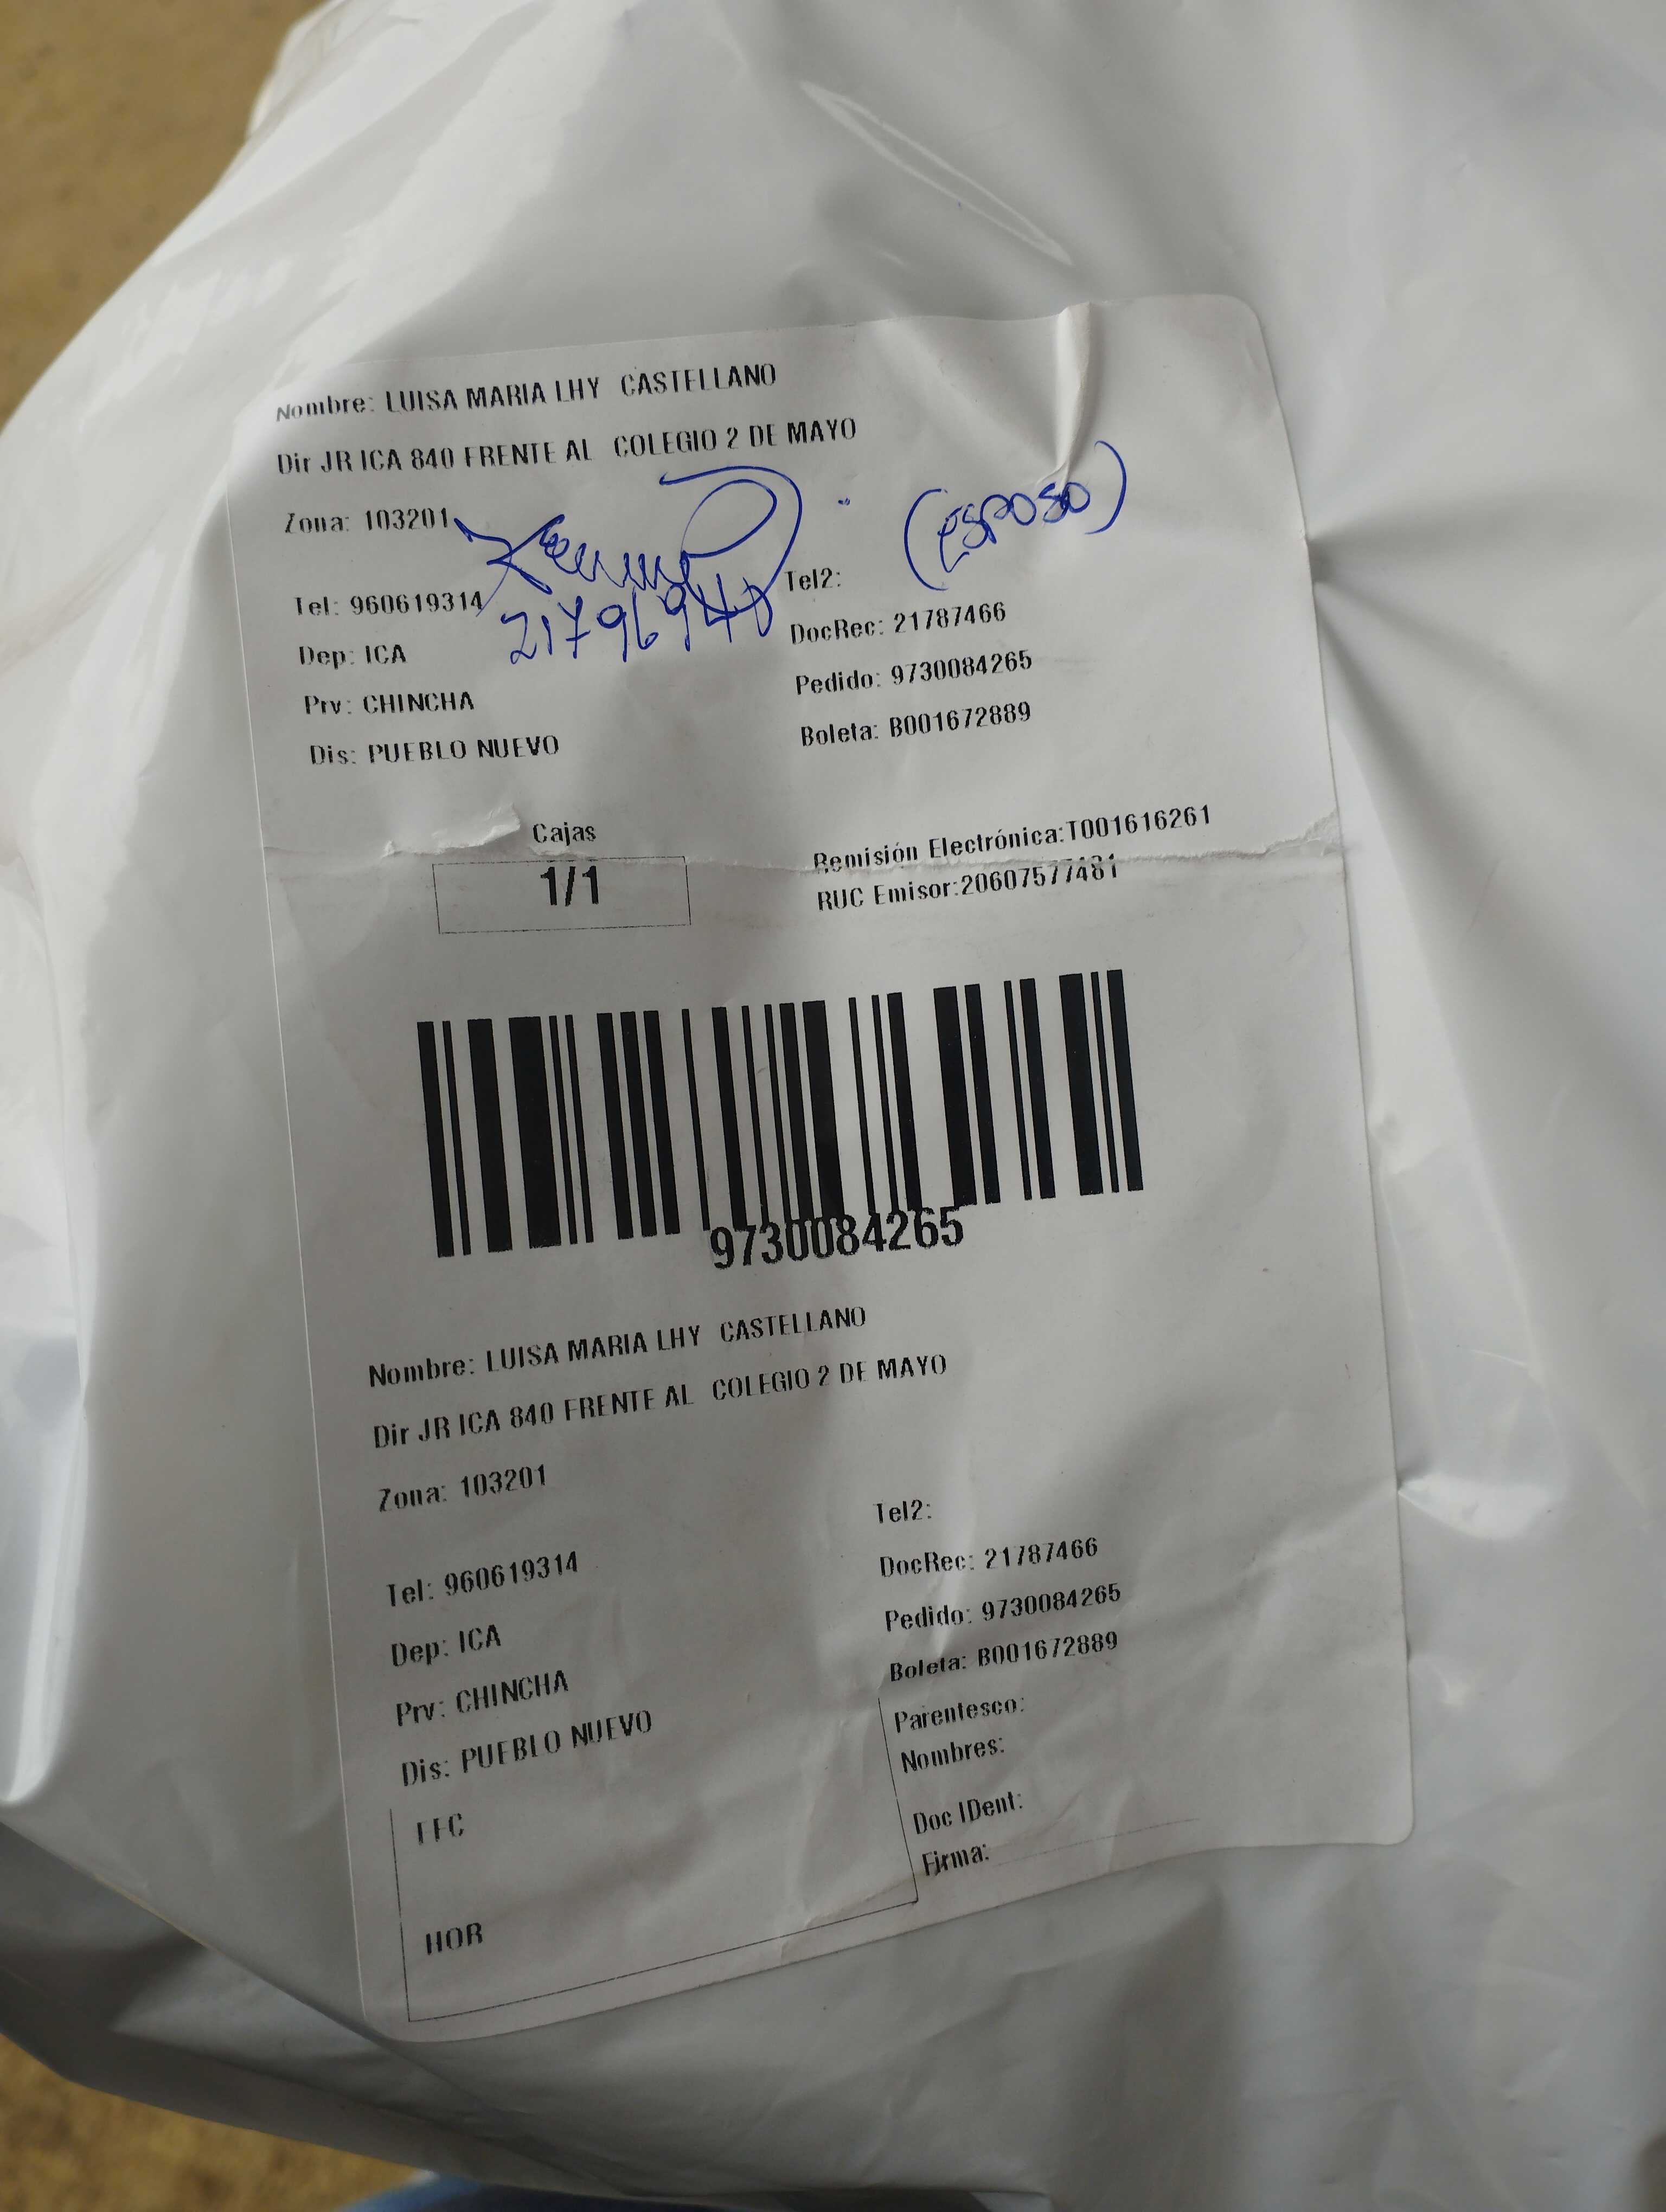 Nombre: LUISA MARIA LHY CASTELLANO
Dir JR ICA 840 FRENTE AL COLEGIO 2 DE MAYO
Zona: 103201
(esposo)
Tel: 960619314
Tel2:
Dep: ICA
DocRec: 21787466
Prv: CHINCHA
Pedido: 9730084265
Dis: PUEBLO NUEVO
Boleta: B001672889
Cajas
1/1
Remisión Electrónica:T001616261
RUC Emisor:20607577481
9730084265
Nombre: LUISA MARIA LHY CASTELLANO
Dir JR ICA 840 FRENTE AL COLEGIO 2 DE MAYO
Zona: 103201
Tel2:
Tel: 960619314
DocRec: 21787466
Dep: ICA
Pedido: 9730084265
Prv: CHINCHA
Boleta: B001672889
Dis: PUEBLO NUEVO
Parentesco:
Nombres:
Doc IDent:
Firma:
HOR